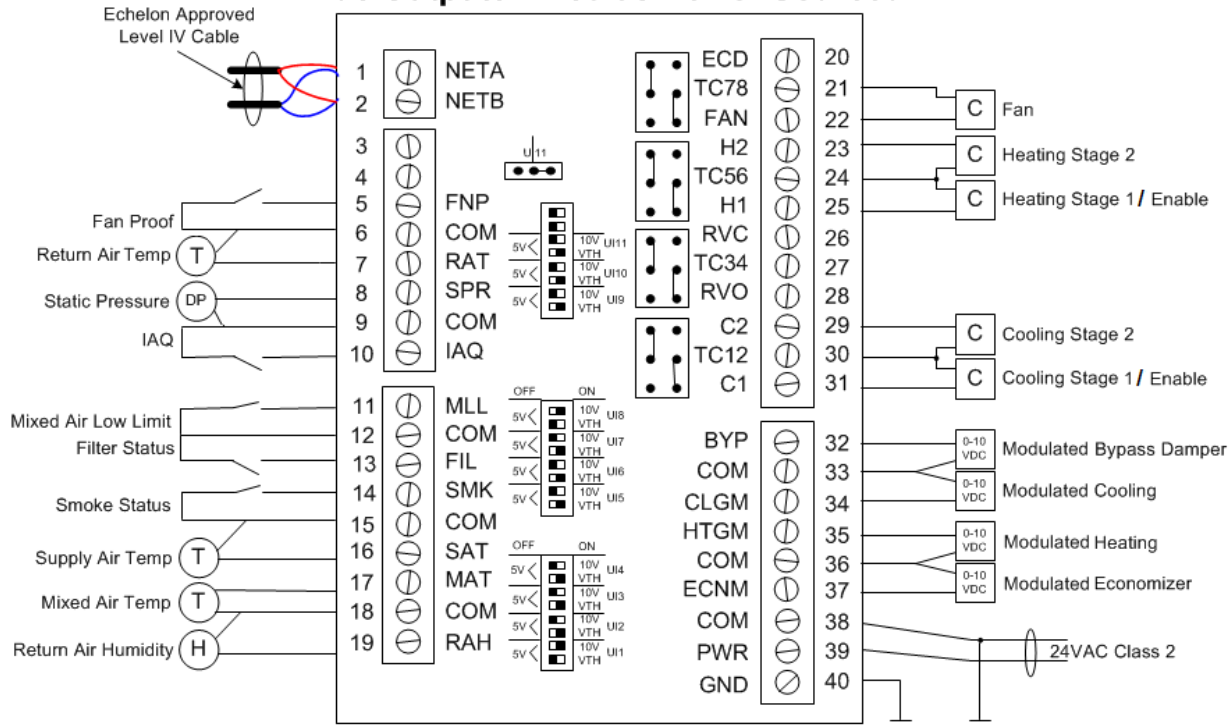 Echelon Approved
Level IV Cable
1 NETA
2 NETB
3
4
5 FNP
6 COM
7 RAT
8 SPR
9 COM
10 IAQ
Fan Proof
Return Air Temp T
Static Pressure DP
IAQ
11 MLL
12 COM
13 FIL
14 SMK
15 COM
16 SAT
17 MAT
18 COM
19 RAH
Mixed Air Low Limit
Filter Status
Smoke Status
Supply Air Temp T
Mixed Air Temp T
Return Air Humidity H
5V< 10V UI11
VTH
5V< 10V UI10
VTH
5V< 10V UI9
VTH
OFF ON
5V< 10V UI8
VTH
5V< 10V UI7
VTH
5V< 10V UI6
VTH
5V< 10V UI5
VTH
OFF ON
5V< 10V UI4
VTH
5V< 10V UI3
VTH
5V< 10V UI2
VTH
5V< 10V UI1
VTH
ECD 20
TC78 21
FAN 22
H2 23
TC56 24
H1 25
RVC 26
TC34 27
RVO 28
C2 29
TC12 30
C1 31
C Fan
C Heating Stage 2
C Heating Stage 1 / Enable
C Cooling Stage 2
C Cooling Stage 1 / Enable
BYP 32
COM 33
CLGM 34
HTGM 35
COM 36
ECNM 37
COM 38
PWR 39
GND 40
0-10
VDC Modulated Bypass Damper
0-10
VDC Modulated Cooling
0-10
VDC Modulated Heating
0-10
VDC Modulated Economizer
24VAC Class 2